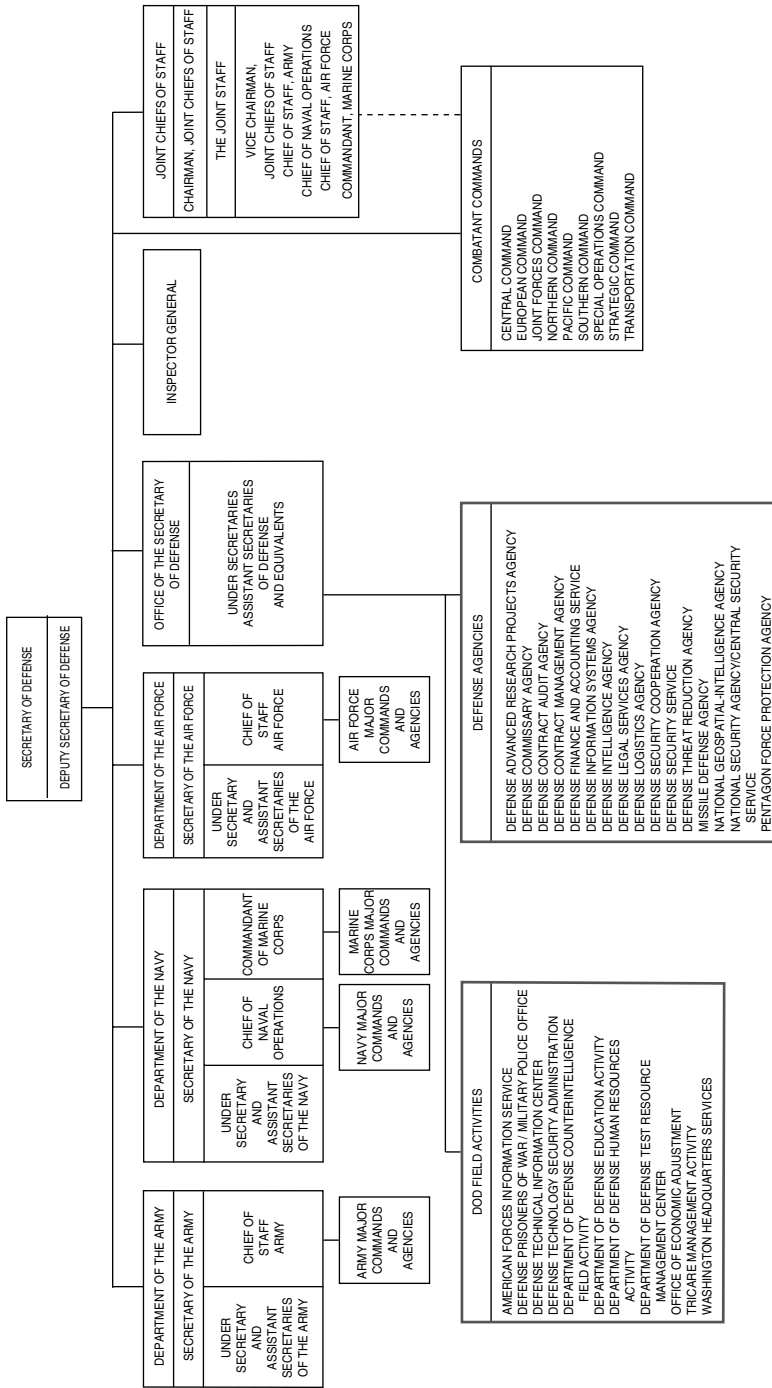 SECRETARY OF DEFENSE
DEPUTY SECRETARY OF DEFENSE
DEPARTMENT OF THE ARMY
SECRETARY OF THE ARMY
UNDER
SECRETARY
AND
ASSISTANT
SECRETARIES
OF THE ARMY
CHIEF OF
STAFF
ARMY
ARMY MAJOR
COMMANDS
AND
AGENCIES
DEPARTMENT OF THE NAVY
SECRETARY OF THE NAVY
UNDER
SECRETARY
AND
ASSISTANT
SECRETARIES
OF THE NAVY
CHIEF OF
NAVAL
OPERATIONS
COMMANDANT
OF MARINE
CORPS
NAVY MAJOR
COMMANDS
AND
AGENCIES
MARINE
CORPS MAJOR
COMMANDS
AND
AGENCIES
DEPARTMENT OF THE AIR FORCE
SECRETARY OF THE AIR FORCE
UNDER
SECRETARY
AND
ASSISTANT
SECRETARIES
OF THE
AIR FORCE
CHIEF OF
STAFF
AIR FORCE
AIR FORCE
MAJOR
COMMANDS
AND
AGENCIES
OFFICE OF THE SECRETARY
OF DEFENSE
UNDER SECRETARIES
ASSISTANT SECRETARIES
OF DEFENSE
AND EQUIVALENTS
INSPECTOR GENERAL
JOINT CHIEFS OF STAFF
CHAIRMAN, JOINT CHIEFS OF STAFF
THE JOINT STAFF
VICE CHAIRMAN,
JOINT CHIEFS OF STAFF
CHIEF OF STAFF, ARMY
CHIEF OF NAVAL OPERATIONS
CHIEF OF STAFF, AIR FORCE
COMMANDANT, MARINE CORPS
DOD FIELD ACTIVITIES
AMERICAN FORCES INFORMATION SERVICE
DEFENSE PRISONERS OF WAR / MILITARY POLICE OFFICE
DEFENSE TECHNICAL INFORMATION CENTER
DEFENSE TECHNOLOGY SECURITY ADMINISTRATION
DEPARTMENT OF DEFENSE COUNTERINTELLIGENCE
FIELD ACTIVITY
DEPARTMENT OF DEFENSE EDUCATION ACTIVITY
DEPARTMENT OF DEFENSE HUMAN RESOURCES
ACTIVITY
DEPARTMENT OF DEFENSE TEST RESOURCE
MANAGEMENT CENTER
OFFICE OF ECONOMIC ADJUSTMENT
TRICARE MANAGEMENT ACTIVITY
WASHINGTON HEADQUARTERS SERVICES
DEFENSE AGENCIES
DEFENSE ADVANCED RESEARCH PROJECTS AGENCY
DEFENSE COMMISSARY AGENCY
DEFENSE CONTRACT AUDIT AGENCY
DEFENSE CONTRACT MANAGEMENT AGENCY
DEFENSE FINANCE AND ACCOUNTING SERVICE
DEFENSE INFORMATION SYSTEMS AGENCY
DEFENSE INTELLIGENCE AGENCY
DEFENSE LEGAL SERVICES AGENCY
DEFENSE LOGISTICS AGENCY
DEFENSE SECURITY COOPERATION AGENCY
DEFENSE SECURITY SERVICE
DEFENSE THREAT REDUCTION AGENCY
MISSILE DEFENSE AGENCY
NATIONAL GEOSPATIAL-INTELLIGENCE AGENCY
NATIONAL SECURITY AGENCY/CENTRAL SECURITY
SERVICE
PENTAGON FORCE PROTECTION AGENCY
COMBATANT COMMANDS
CENTRAL COMMAND
EUROPEAN COMMAND
JOINT FORCES COMMAND
NORTHERN COMMAND
PACIFIC COMMAND
SOUTHERN COMMAND
SPECIAL OPERATIONS COMMAND
STRATEGIC COMMAND
TRANSPORTATION COMMAND